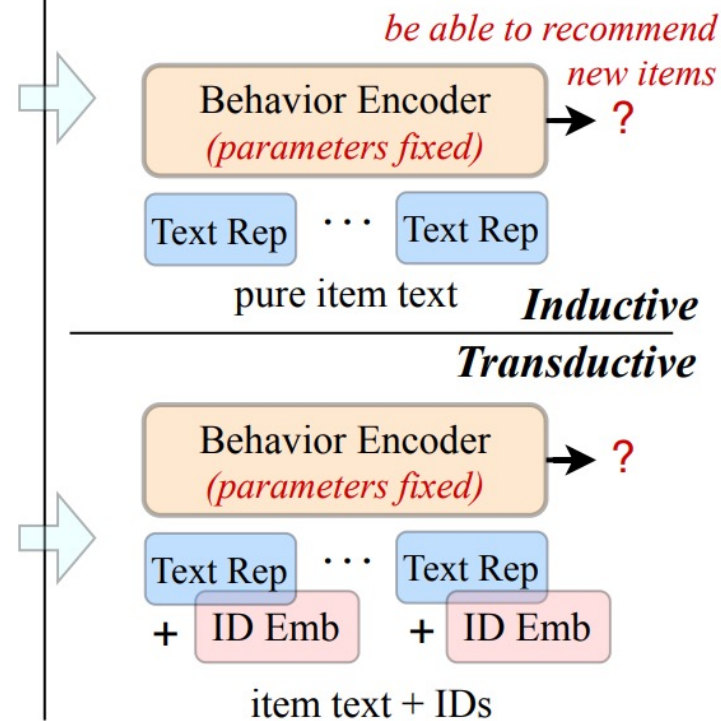 be able to recommend
new items
Behavior Encoder
(parameters fixed)
?
Text Rep ... Text Rep
pure item text
Inductive
Transductive
Behavior Encoder
(parameters fixed)
?
Text Rep ... Text Rep
+ ID Emb + ID Emb
item text + IDs